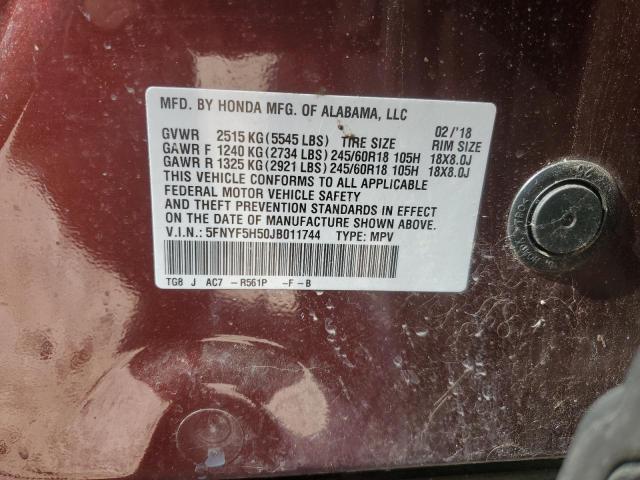 MFD. BY HONDA MFG. OF ALABAMA, LLC
02/'18
GVWR 2515 KG(5545 LBS) TIRE SIZE RIM SIZE
GAWR F 1240 KG(2734 LBS) 245/60R18 105H 18X8.0J
GAWR R 1325 KG(2921 LBS) 245/60R18 105H 18X8.0J
THIS VEHICLE CONFORMS TO ALL APPLICABLE
FEDERAL MOTOR VEHICLE SAFETY
AND THEFT PREVENTION STANDARDS IN EFFECT
ON THE DATE OF MANUFACTURE SHOWN ABOVE.
V.I.N.: 5FNYF5H50JB011744 TYPE: MPV
TG8 J AC7 -R561P -F-B